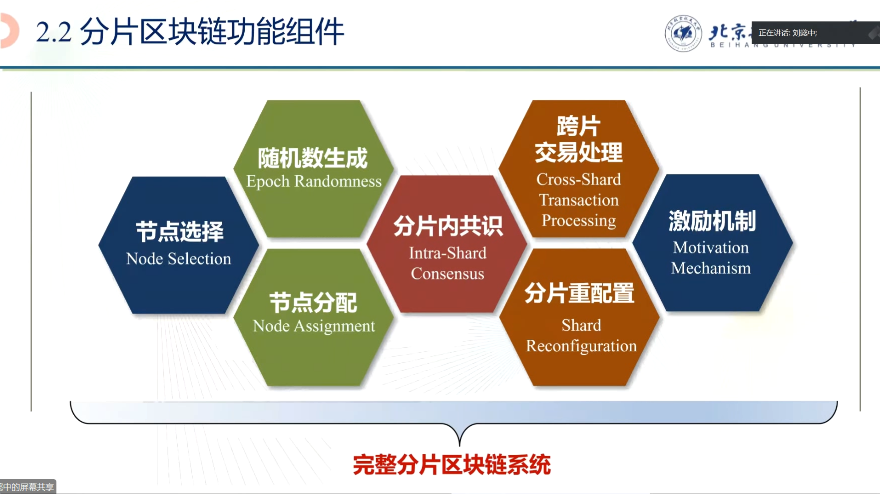 2.2 分片区块链功能组件
北京
BEIHANG UNIVERSITY
正在讲话: 刘懿中;
节点选择
Node Selection
随机数生成
Epoch Randomness
节点分配
Node Assignment
分片内共识
Intra-Shard
Consensus
跨片
交易处理
Cross-Shard
Transaction
Processing
分片重配置
Shard
Reconfiguration
激励机制
Motivation
Mechanism
完整分片区块链系统
中的屏幕共享